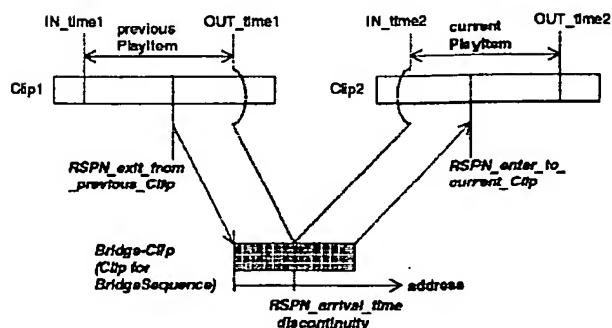 IN_time1
OUT_time1
previous
PlayItem
IN_time2
OUT_time2
current
PlayItem
Clip1
Clip2
RSPN_exit_from
_previous_Clip
RSPN_enter_to_
current_Clip
Bridge-Clip
(Clip for
BridgeSequence)
address
RSPN_arrival_time
discontinuity